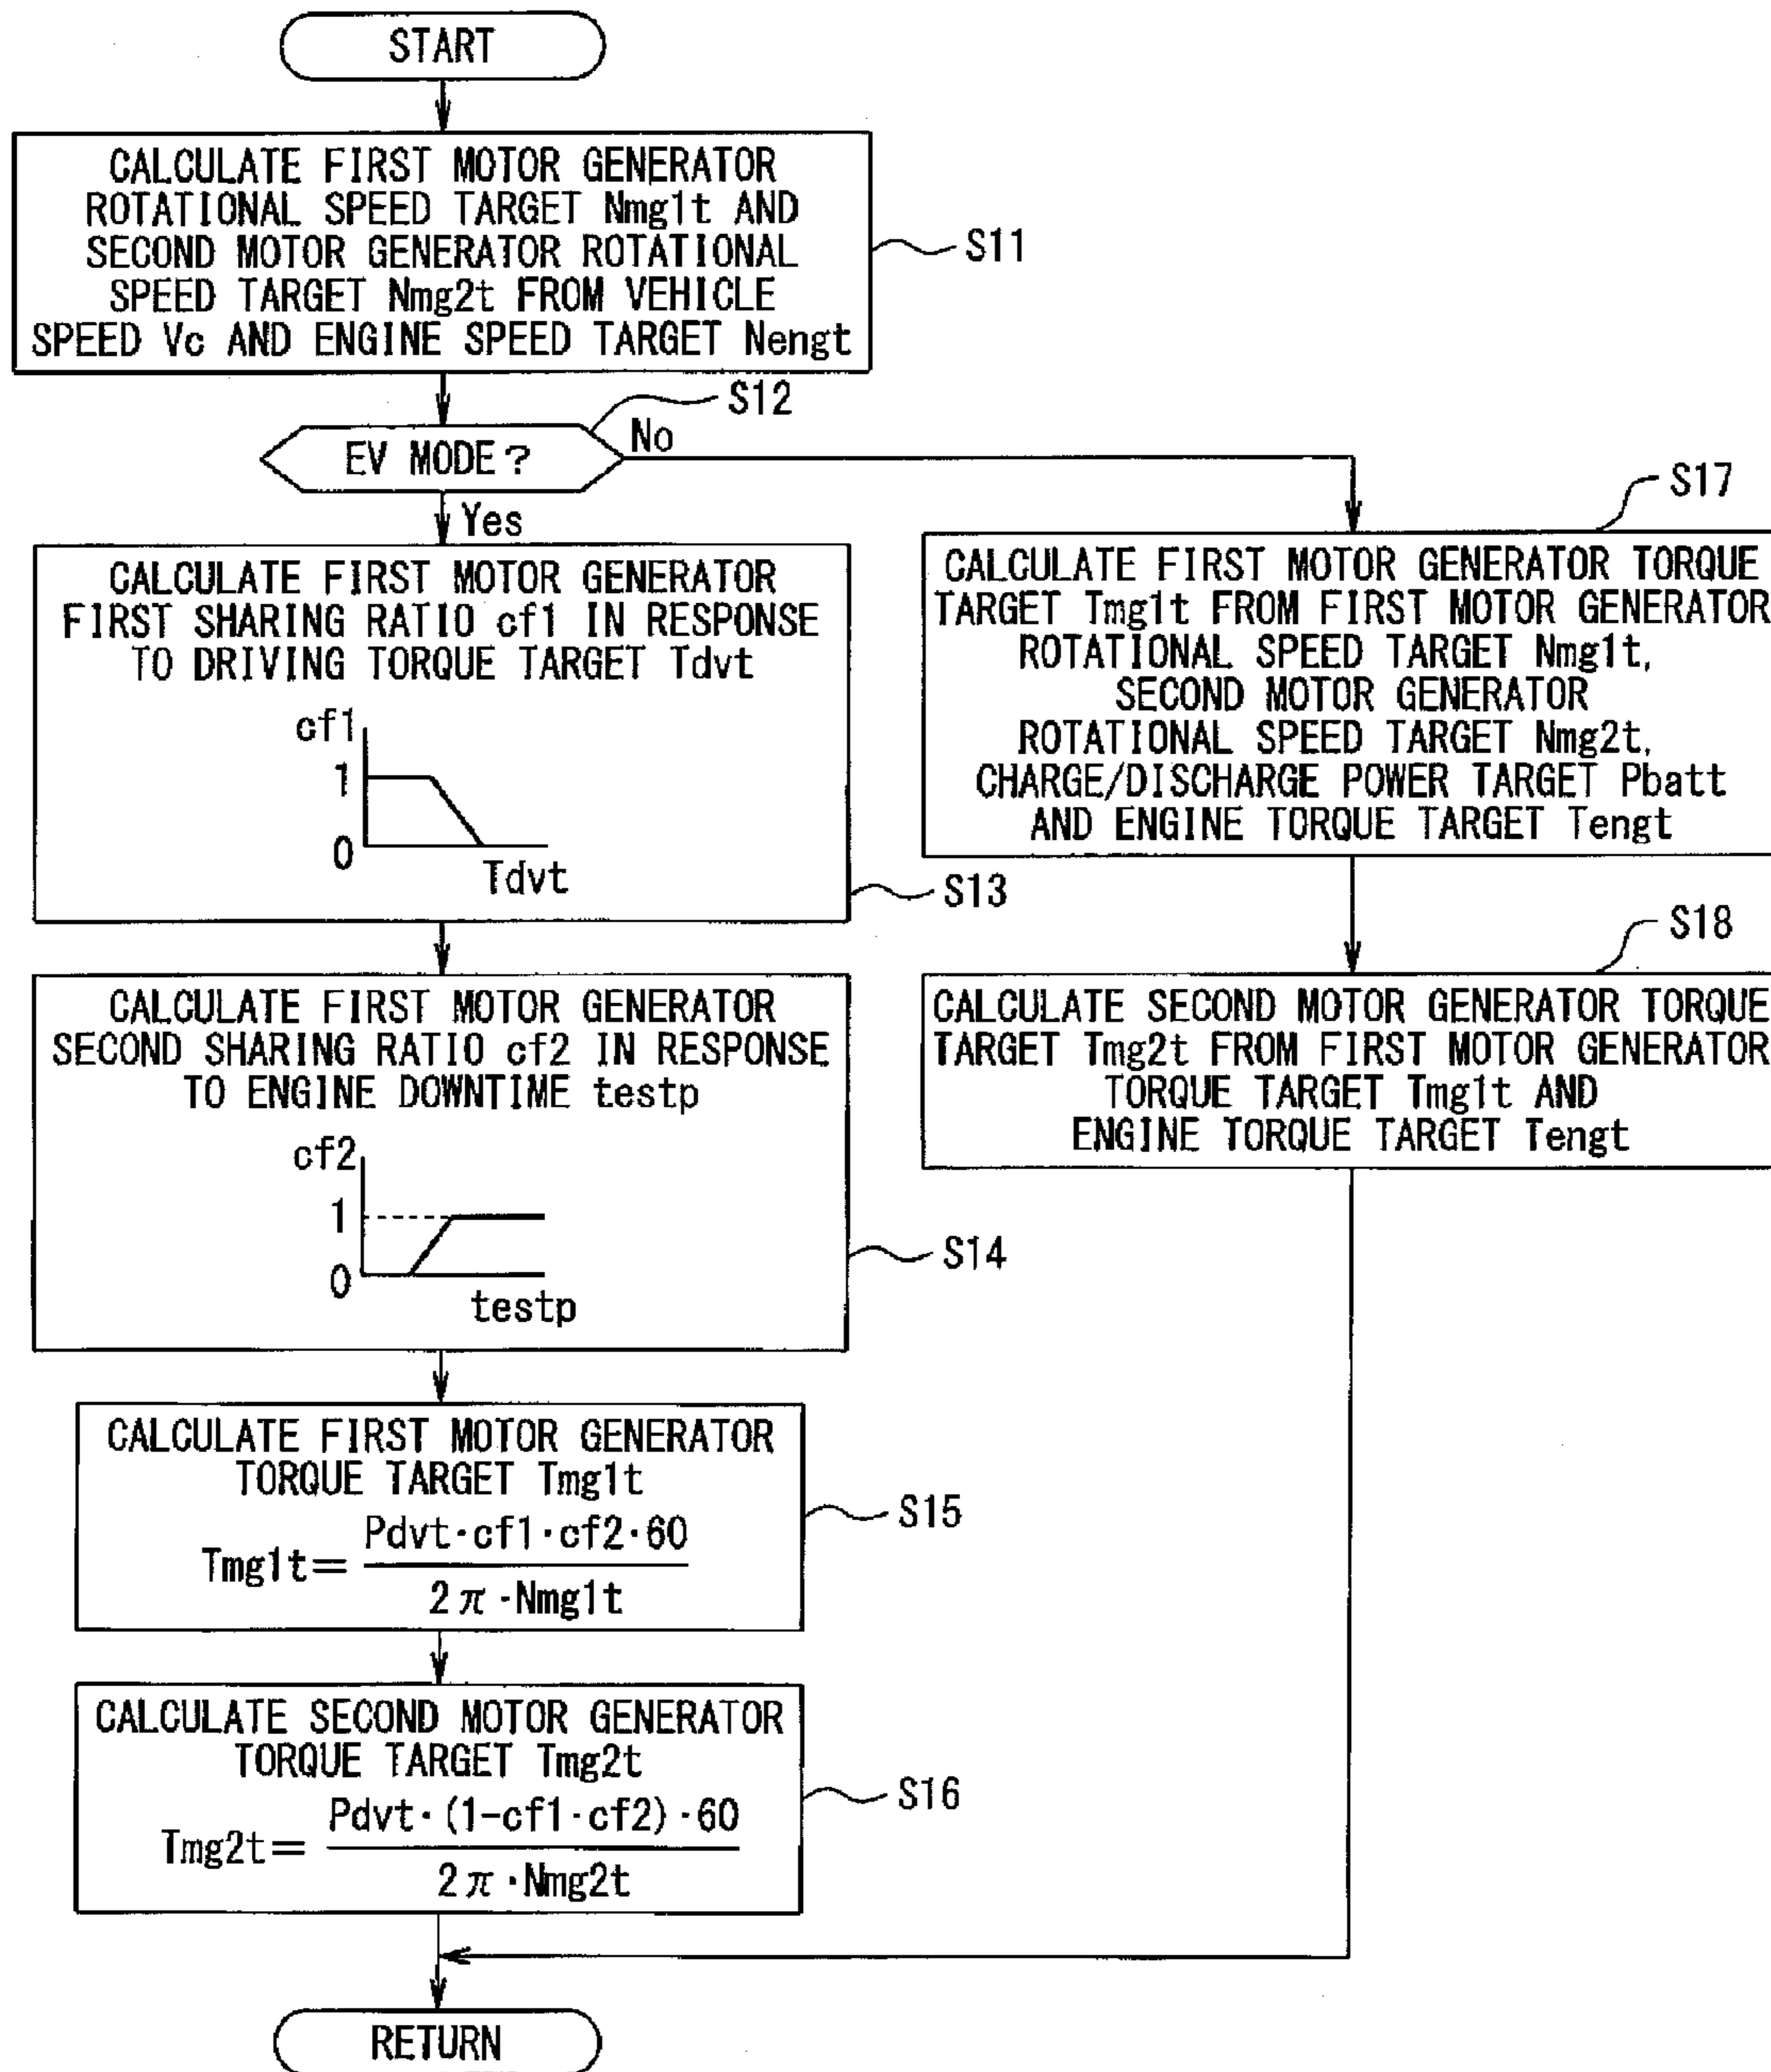 START
CALCULATE FIRST MOTOR GENERATOR
ROTATIONAL SPEED TARGET Nmg1t AND
SECOND MOTOR GENERATOR ROTATIONAL
SPEED TARGET Nmg2t FROM VEHICLE
SPEED Vc AND ENGINE SPEED TARGET Nengt
S11
S12
EV MODE?
No
Yes
CALCULATE FIRST MOTOR GENERATOR
FIRST SHARING RATIO cf1 IN RESPONSE
TO DRIVING TORQUE TARGET Tdvt
cf1
1
0
Tdvt
S13
CALCULATE FIRST MOTOR GENERATOR
SECOND SHARING RATIO cf2 IN RESPONSE
TO ENGINE DOWNTIME testp
cf2
1
0
testp
S14
CALCULATE FIRST MOTOR GENERATOR
TORQUE TARGET Tmg1t
Tmg1t= Pdvt·cf1·cf2·60
2π·Nmg1t
S15
CALCULATE SECOND MOTOR GENERATOR
TORQUE TARGET Tmg2t
Tmg2t= Pdvt·(1-cf1·cf2)·60
2π·Nmg2t
S16
S17
CALCULATE FIRST MOTOR GENERATOR TORQUE
TARGET Tmg1t FROM FIRST MOTOR GENERATOR
ROTATIONAL SPEED TARGET Nmg1t,
SECOND MOTOR GENERATOR
ROTATIONAL SPEED TARGET Nmg2t,
CHARGE/DISCHARGE POWER TARGET Pbatt
AND ENGINE TORQUE TARGET Tengt
S18
CALCULATE SECOND MOTOR GENERATOR TORQUE
TARGET Tmg2t FROM FIRST MOTOR GENERATOR
TORQUE TARGET Tmg1t AND
ENGINE TORQUE TARGET Tengt
RETURN